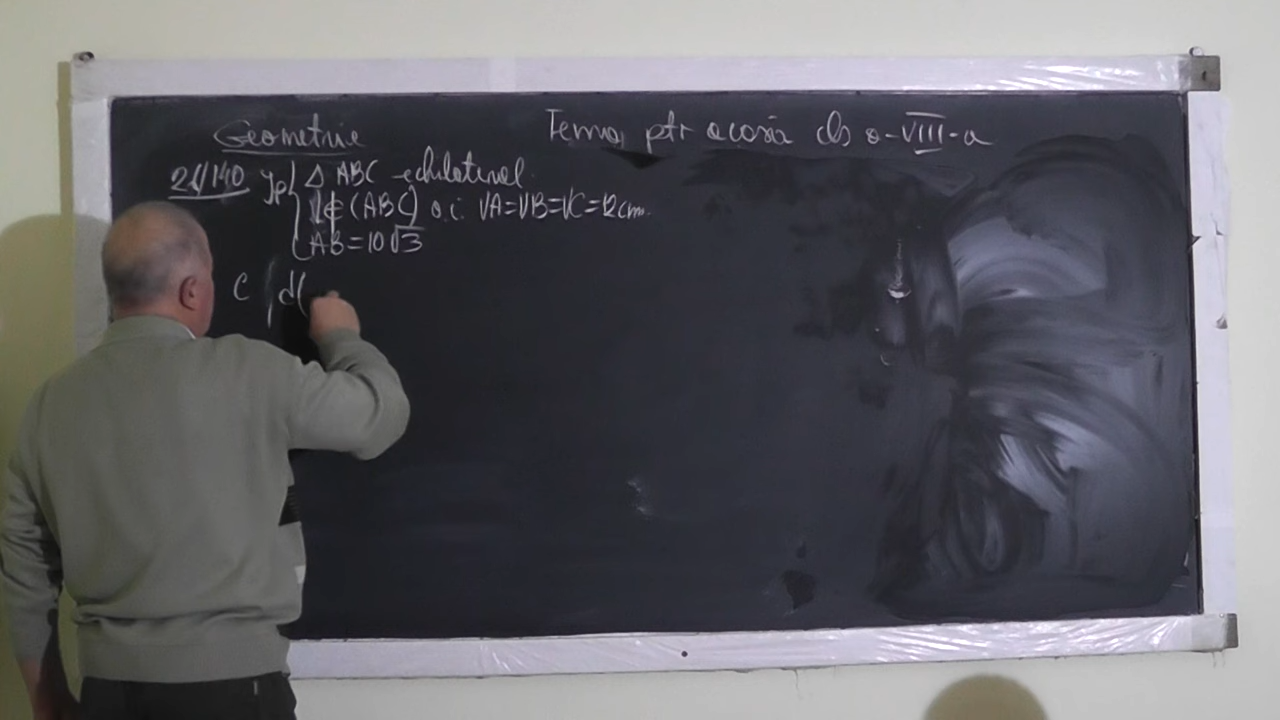 Geometrie
Tema ptr acasă cls a-VIII-a
21/140 Ip { Δ ABC echilateral.
V∉(ABC) a.î. VA=VB=VC=12cm.
AB=10√3
C | d(